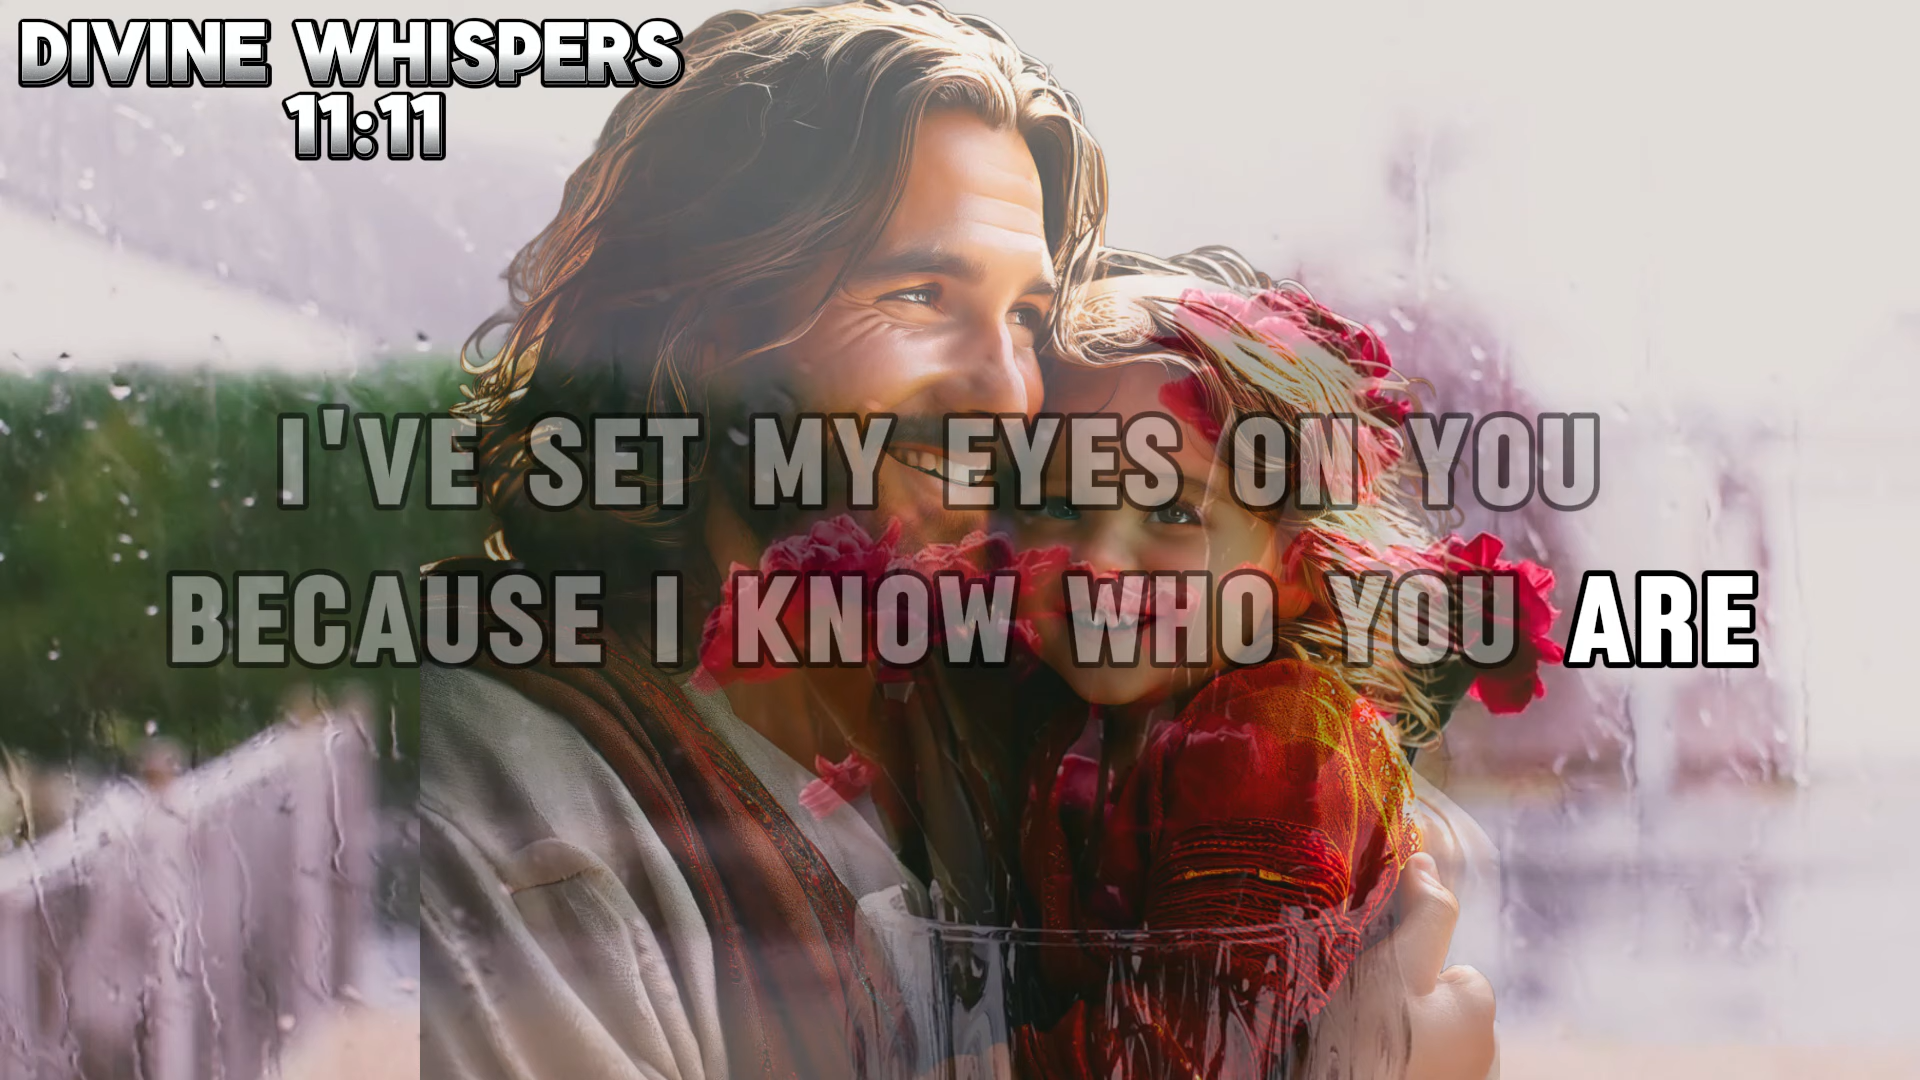 DIVINE WHISPERS
11:11
I'VE SET MY EYES ON YOU
BECAUSE I KNOW WHO YOU ARE